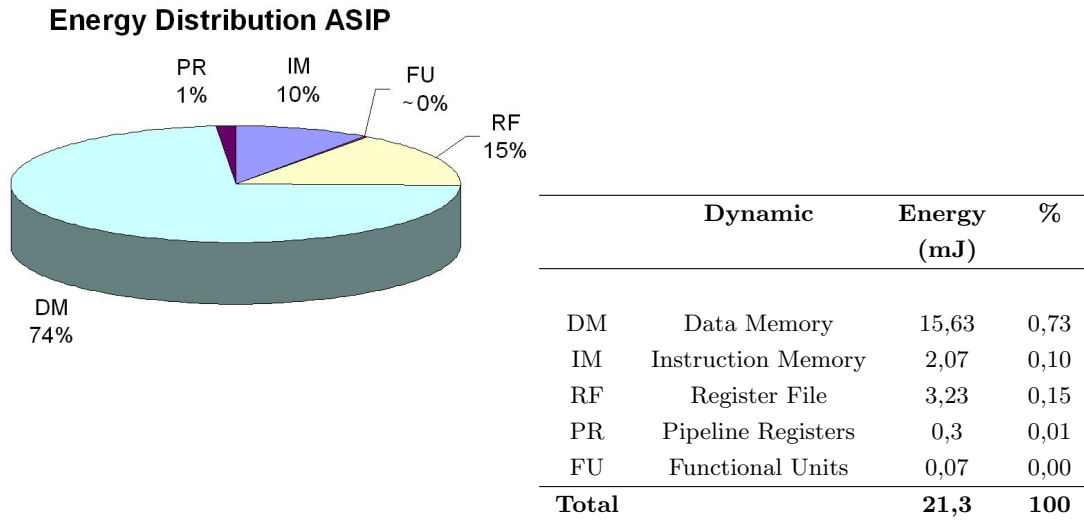 Energy Distribution ASIP
PR
1%
IM
10%
FU
~0%
RF
15%
DM
74%
Dynamic Energy %
(mJ)
DM Data Memory 15,63 0,73
IM Instruction Memory 2,07 0,10
RF Register File 3,23 0,15
PR Pipeline Registers 0,3 0,01
FU Functional Units 0,07 0,00
Total 21,3 100